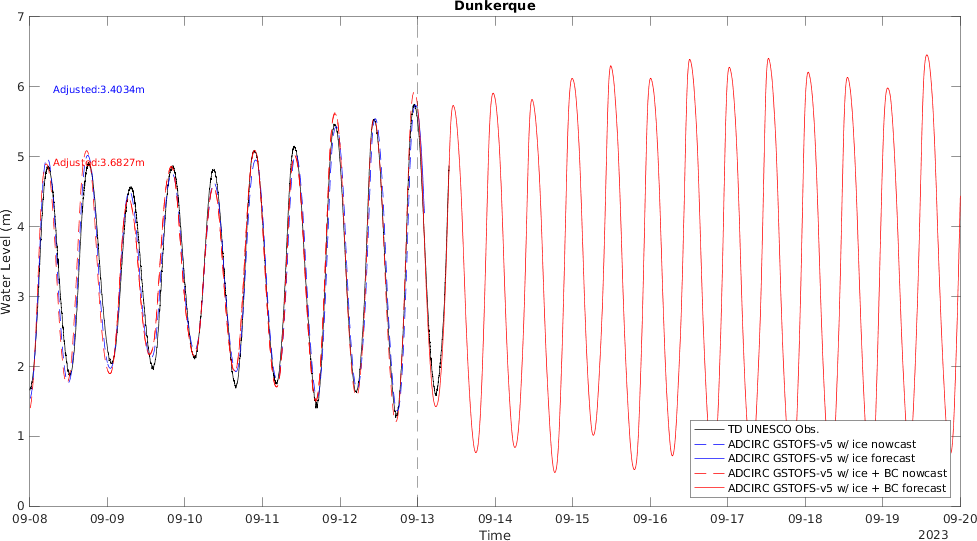 Dunkerque
7
6
5
4
3
2
1
0
Water Level (m)
Adjusted:3.4034m
Adjusted:3.6827m
TD UNESCO Obs.
ADCIRC GSTOFS-v5 w/ ice nowcast
ADCIRC GSTOFS-v5 w/ ice forecast
ADCIRC GSTOFS-v5 w/ ice + BC nowcast
ADCIRC GSTOFS-v5 w/ ice + BC forecast
09-08 09-09 09-10 09-11 09-12 09-13 09-14 09-15 09-16 09-17 09-18 09-19 09-20
Time
2023